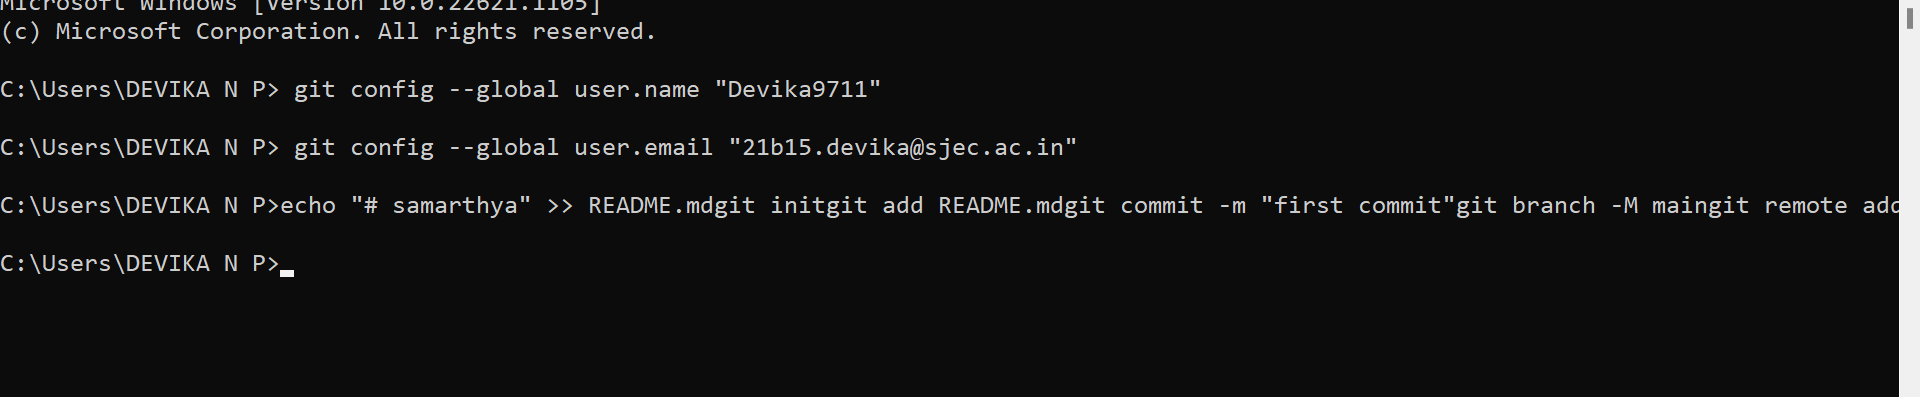 Microsoft Windows [Version 10.0.22621.1105]
(c) Microsoft Corporation. All rights reserved.
C:\Users\DEVIKA N P> git config --global user.name "Devika9711"
C:\Users\DEVIKA N P> git config --global user.email "21b15.devika@sjec.ac.in"
C:\Users\DEVIKA N P>echo "# samarthya" >> README.mdgit initgit add README.mdgit commit -m "first commit"git branch -M maingit remote add
C:\Users\DEVIKA N P>